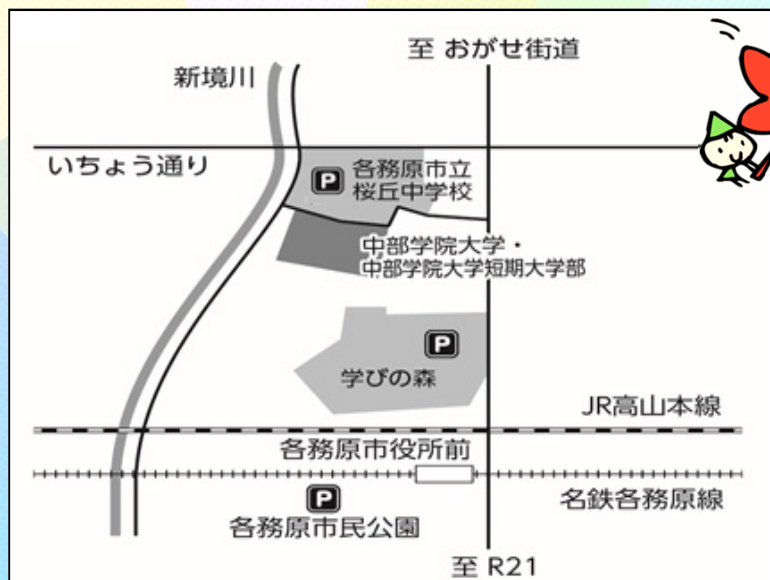 至 おがせ街道
新境川
いちょう通り
P
各務原市立
桜丘中学校
中部学院大学・
中部学院大学短期大学部
P
学びの森
JR高山本線
各務原市役所前
名鉄各務原線
P
各務原市民公園
至 R21